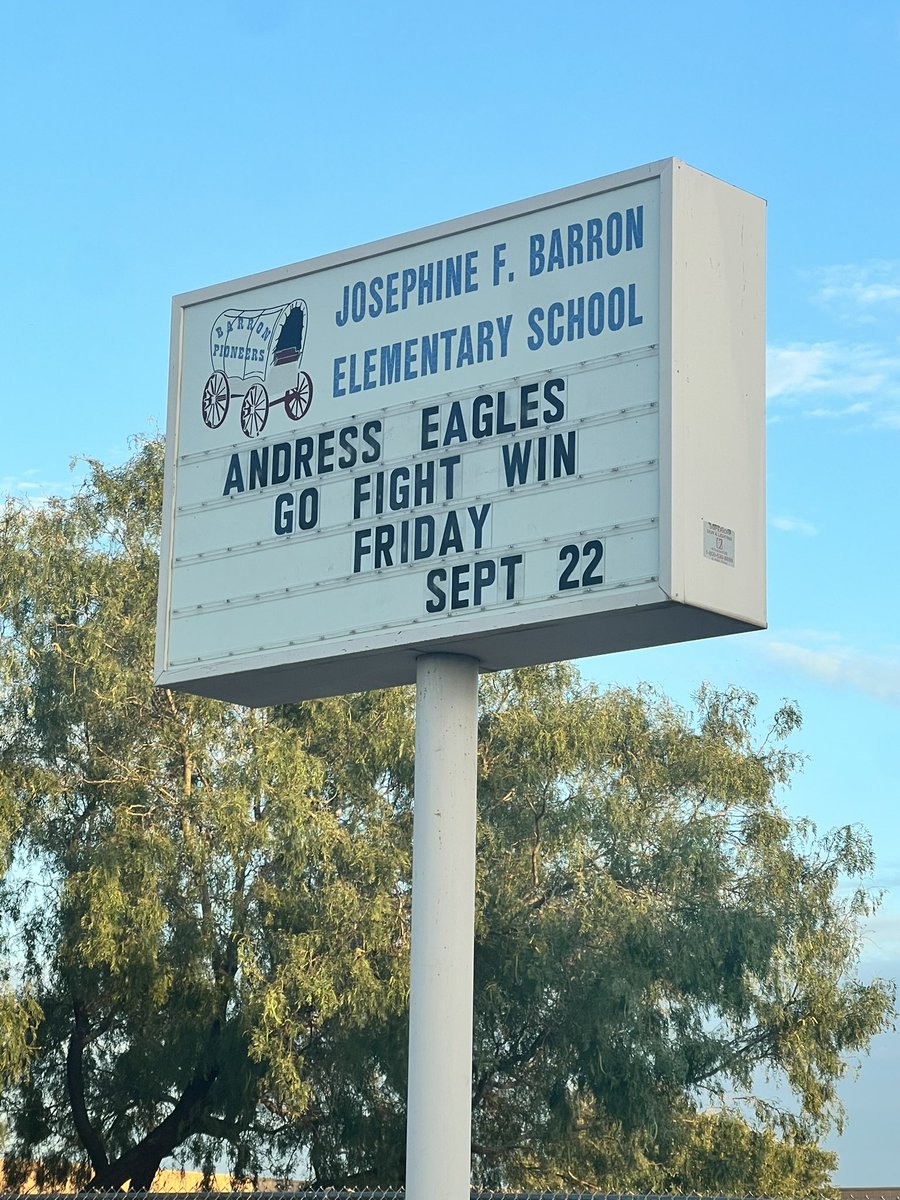 JOSEPHINE F. BARRON
ELEMENTARY SCHOOL
BARRON
PIONEERS
ANDRESS EAGLES
GO FIGHT WIN
FRIDAY
SEPT 22